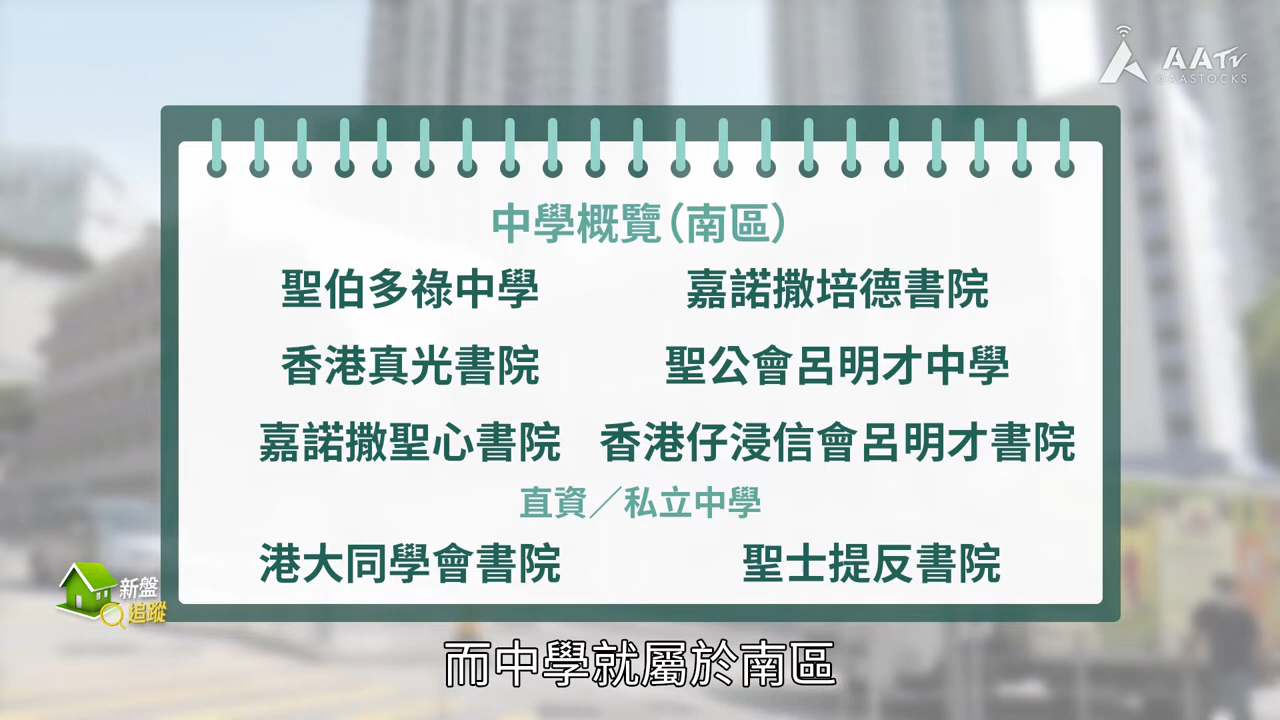 AATV
AASTOCKS
中學概覽（南區）
聖伯多祿中學
嘉諾撒培德書院
香港真光書院
聖公會呂明才中學
嘉諾撒聖心書院
香港仔浸信會呂明才書院
直資／私立中學
港大同學會書院
聖士提反書院
新盤
追蹤
而中學就屬於南區